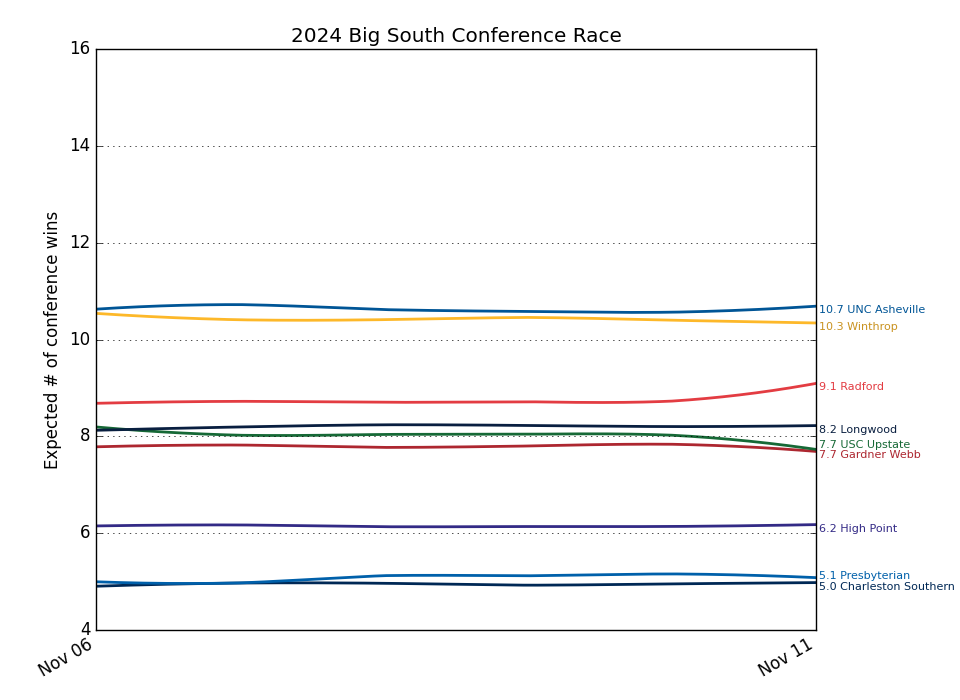 2024 Big South Conference Race
Expected # of conference wins
16
14
12
10
8
6
4
10.7 UNC Asheville
10.3 Winthrop
9.1 Radford
8.2 Longwood
7.7 USC Upstate
7.7 Gardner Webb
6.2 High Point
5.1 Presbyterian
5.0 Charleston Southern
Nov 06
Nov 11